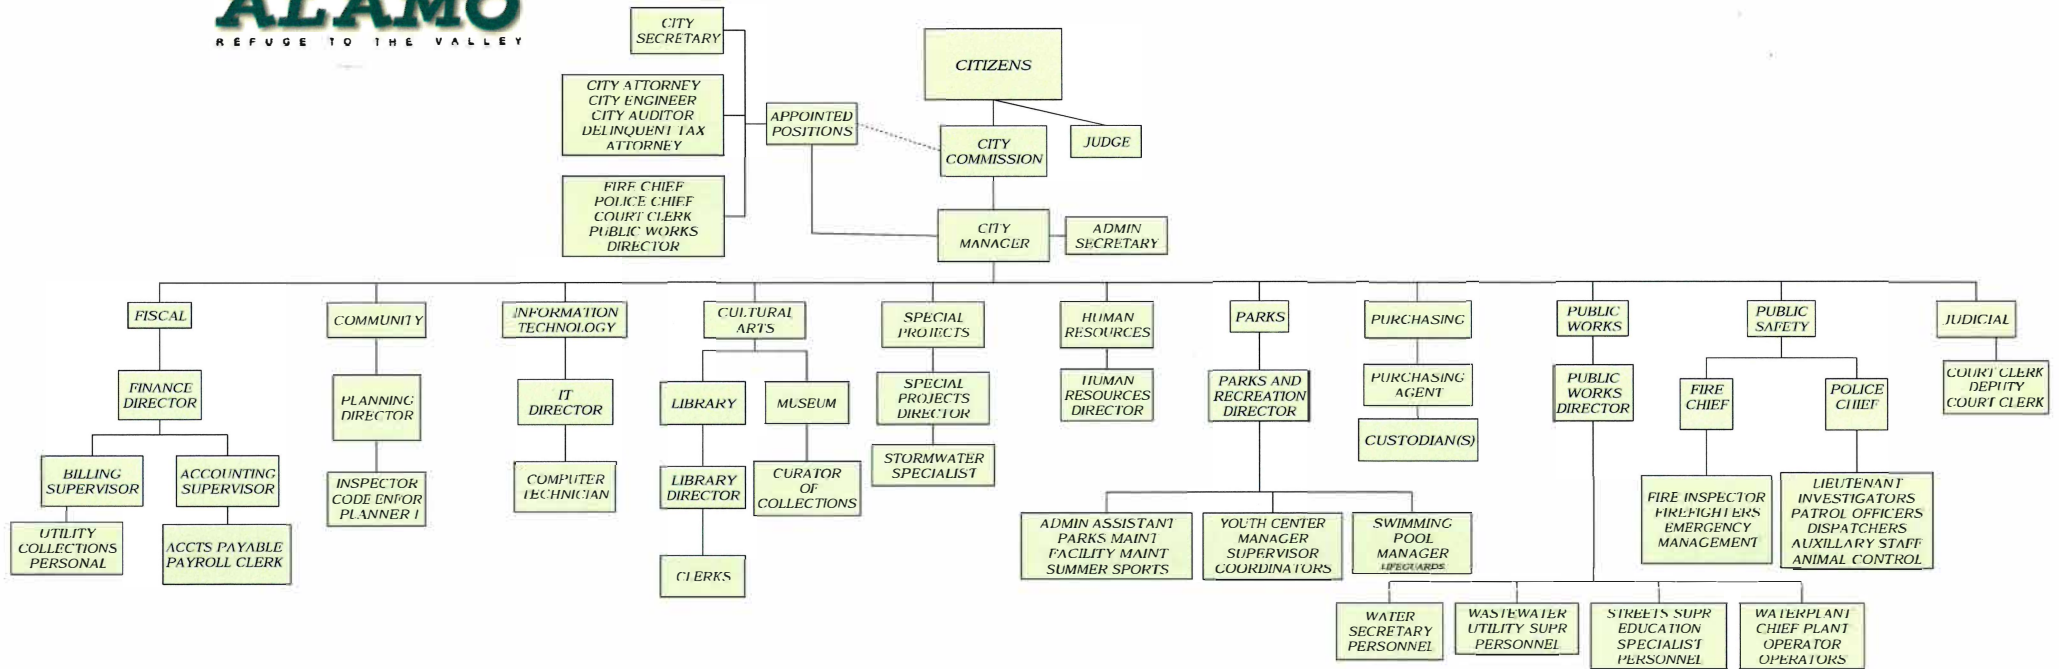 ALAMO
REFUGE TO THE VALLEY
CITY
SECRETARY
CITY ATTORNEY
CITY ENGINEER
CITY AUDITOR
DELINQUENT TAX
ATTORNEY
FIRE CHIEF
POLICE CHIEF
COURT CLERK
PUBLIC WORKS
DIRECTOR
APPOINTED
POSITIONS
CITIZENS
CITY
COMMISSION
JUDGE
CITY
MANAGER
ADMIN
SECRETARY
FISCAL
COMMUNITY
INFORMATION
TECHNOLOGY
CULTURAL
ARTS
SPECIAL
PROJECTS
HUMAN
RESOURCES
PARKS
PURCHASING
PUBLIC
WORKS
PUBLIC
SAFETY
JUDICIAL
FINANCE
DIRECTOR
PLANNING
DIRECTOR
IT
DIRECTOR
LIBRARY
MUSEUM
SPECIAL
PROJECTS
DIRECTOR
HUMAN
RESOURCES
DIRECTOR
PARKS AND
RECREATION
DIRECTOR
PURCHASING
AGENT
CUSTODIAN(S)
PUBLIC
WORKS
DIRECTOR
FIRE
CHIEF
POLICE
CHIEF
COURT CLERK
DEPUTY
COURT CLERK
BILLING
SUPERVISOR
ACCOUNTING
SUPERVISOR
INSPECTOR
CODE ENFOR
PLANNER I
COMPUTER
TECHNICIAN
LIBRARY
DIRECTOR
CURATOR
OF
COLLECTIONS
STORMWATER
SPECIALIST
UTILITY
COLLECTIONS
PERSONAL
ACCTS PAYABLE
PAYROLL CLERK
CLERKS
ADMIN ASSISTANT
PARKS MAINT
FACILITY MAINT
SUMMER SPORTS
YOUTH CENTER
MANAGER
SUPERVISOR
COORDINATORS
SWIMMING
POOL
MANAGER
LIFEGUARDS
FIRE INSPECTOR
FIREFIGHTERS
EMERGENCY
MANAGEMENT
LIEUTENANT
INVESTIGATORS
PATROL OFFICERS
DISPATCHERS
AUXILLARY STAFF
ANIMAL CONTROL
WATER
SECRETARY
PERSONNEL
WASTEWATER
UTILITY SUPR
PERSONNEL
STREETS SUPR
EDUCATION
SPECIALIST
PERSONNEL
WATERPLANT
CHIEF PLANT
OPERATOR
OPERATORS